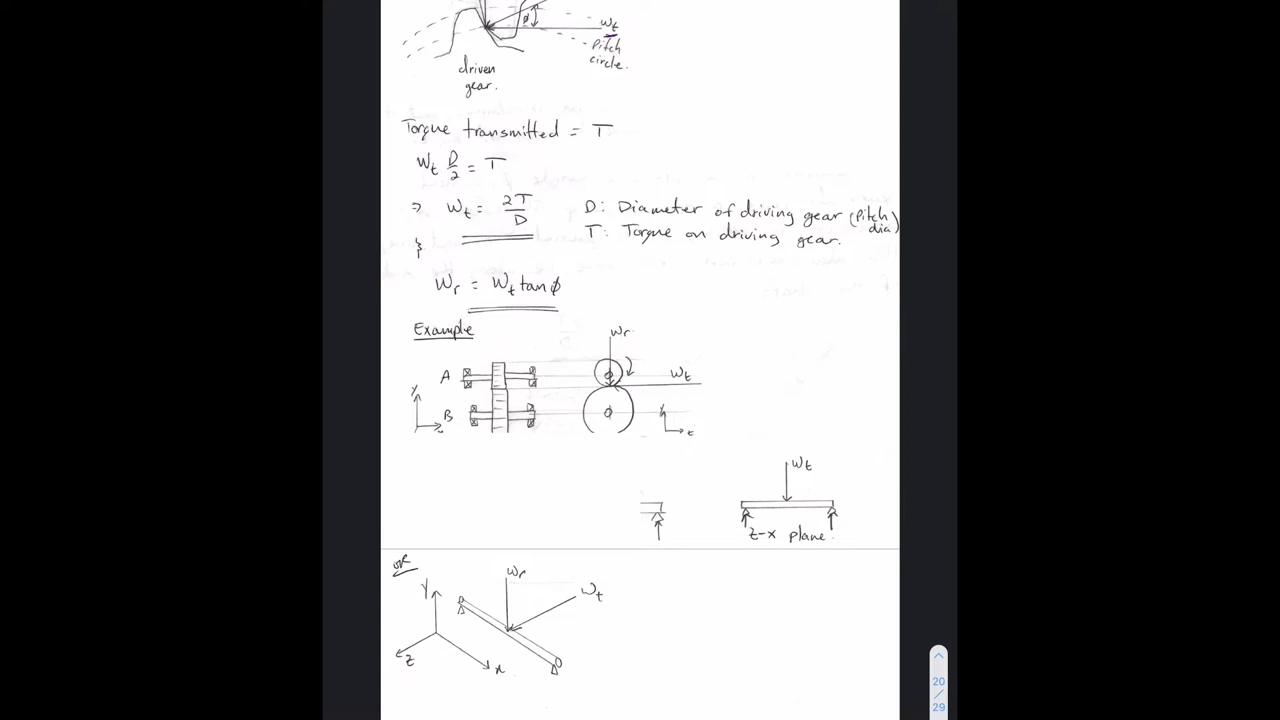 ϕ
Wt
Pitch
circle.
driven
gear.
Torque transmitted = T
Wt D/2 = T
⇒ Wt = 2T/D
D: Diameter of driving gear (Pitch dia)
T: Torque on driving gear.
Wr = Wt tanϕ
Example
Wr
A
Wt
Y
B
Y
z
Wt
z-x plane.
OR
Wr
Y
Wt
z
x
20
/
29